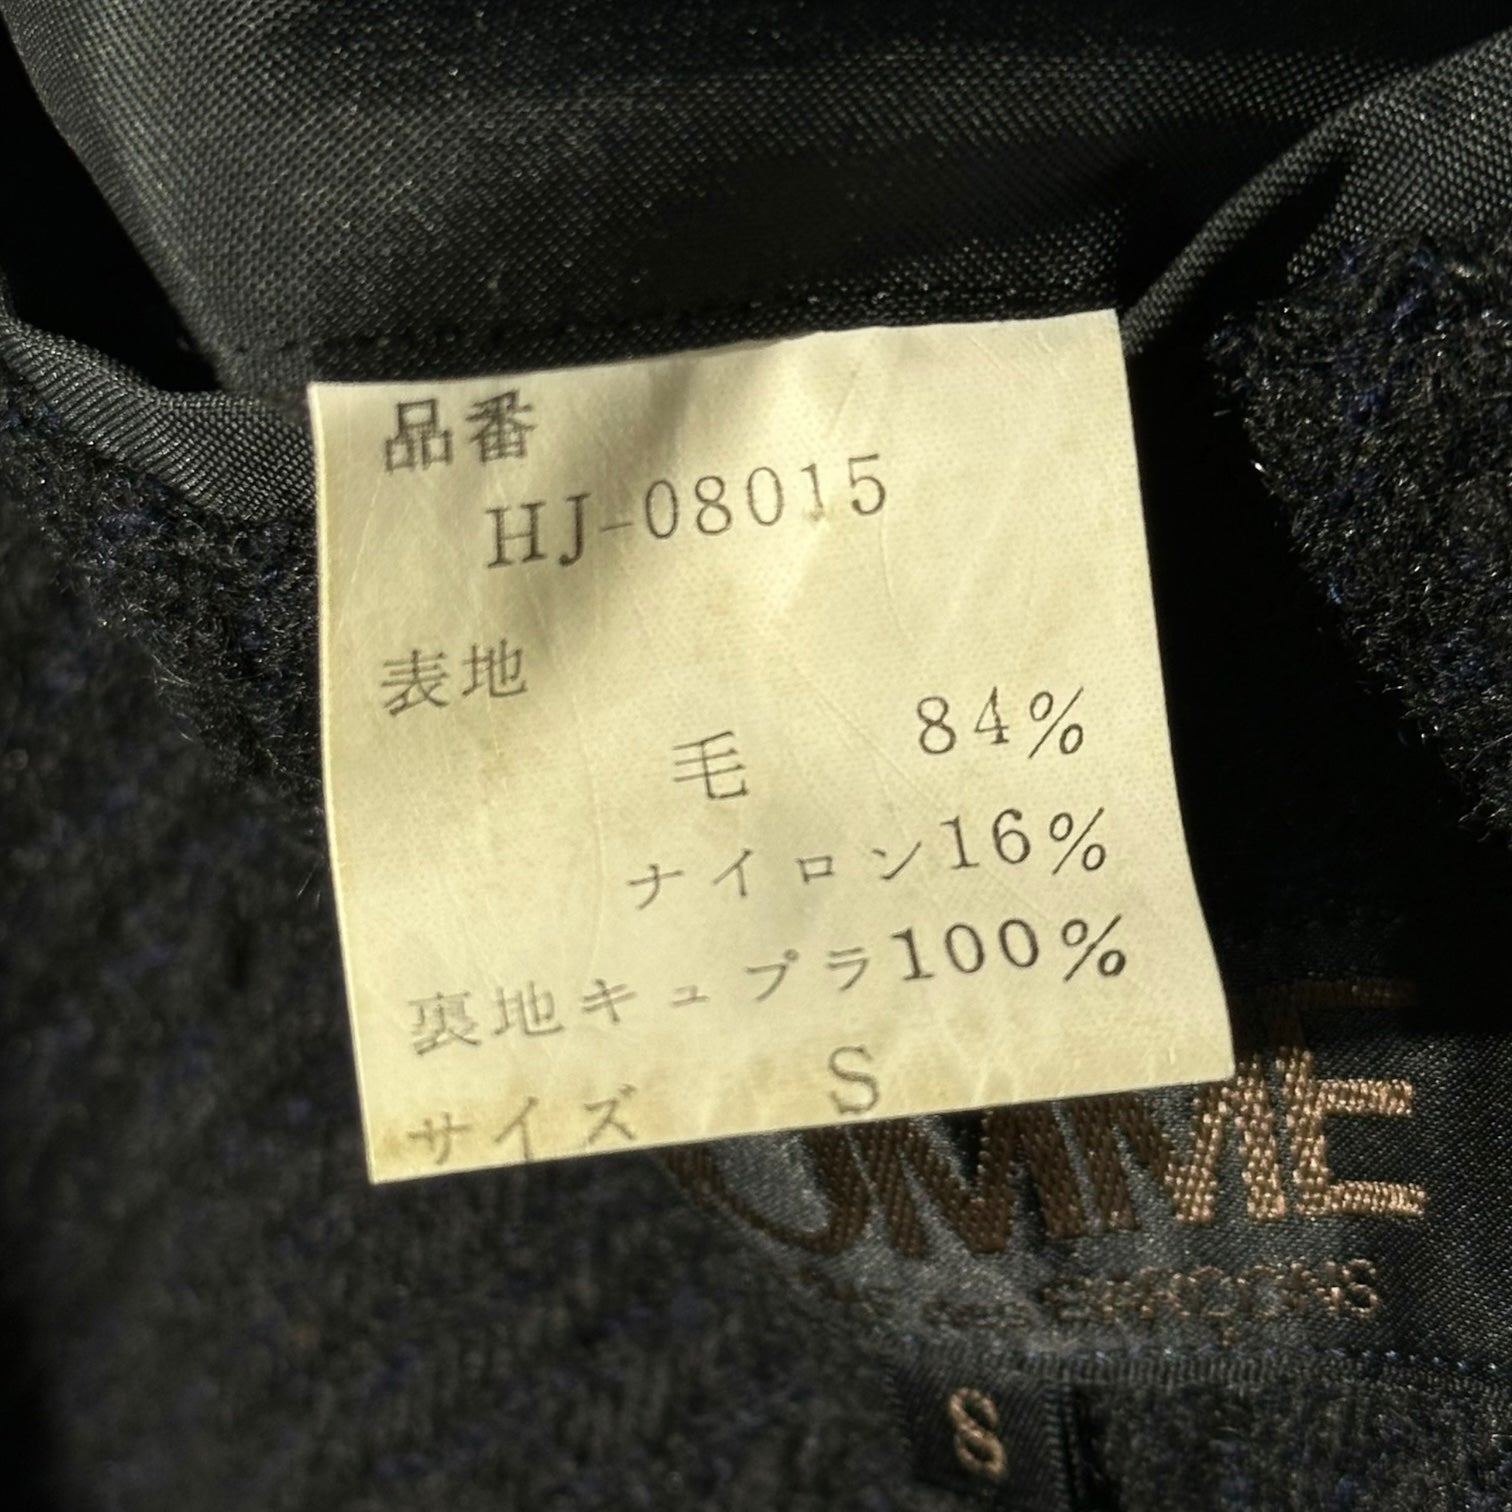 品番
HJ-08015
表地
毛 84%
ナイロン16%
裏地キュプラ100%
サイズ S
S